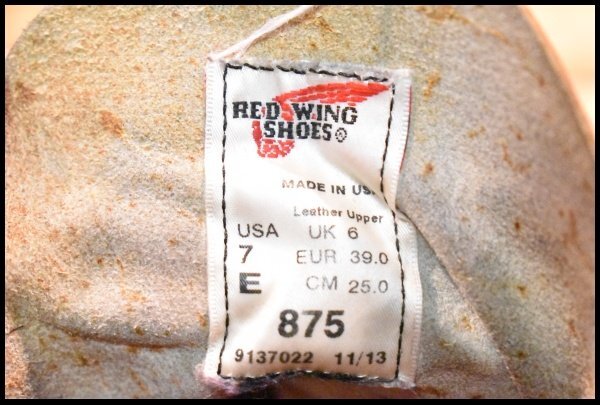 RED WING
SHOES®
MADE IN US
Leather Upper
USA UK 6
7 EUR 39.0
E CM 25.0
875
9137022 11/13